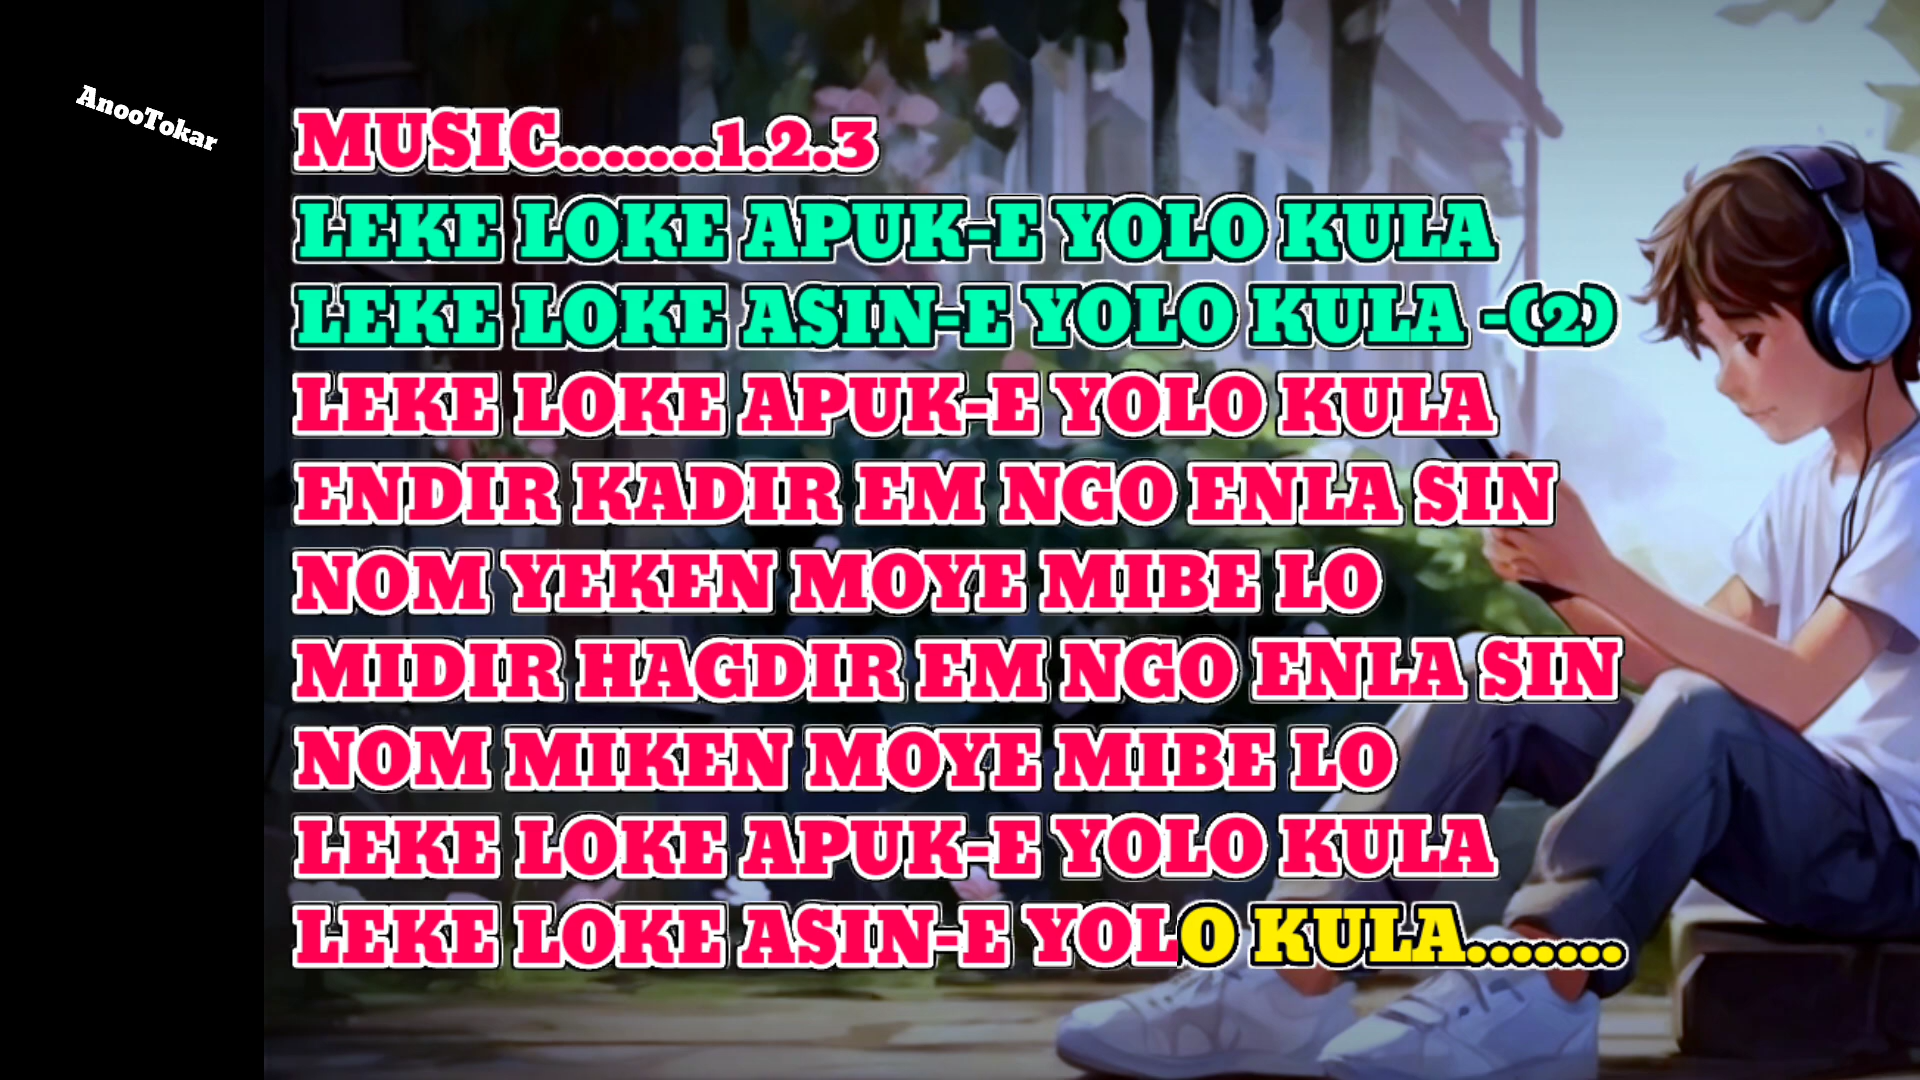 AnooTokar
MUSIC.......1.2.3
LEKE LOKE APUK-E YOLO KULA
LEKE LOKE ASIN-E YOLO KULA -(2)
LEKE LOKE APUK-E YOLO KULA
ENDIR KADIR EM NGO ENLA SIN
NOM YEKEN MOYE MIBE LO
MIDIR HAGDIR EM NGO ENLA SIN
NOM MIKEN MOYE MIBE LO
LEKE LOKE APUK-E YOLO KULA
LEKE LOKE ASIN-E YOLO KULA.......